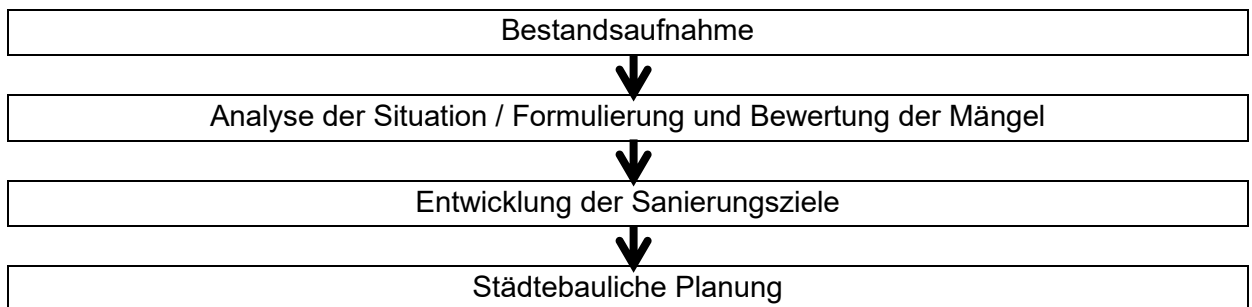 Bestandsaufnahme
Analyse der Situation / Formulierung und Bewertung der Mängel
Entwicklung der Sanierungsziele
Städtebauliche Planung